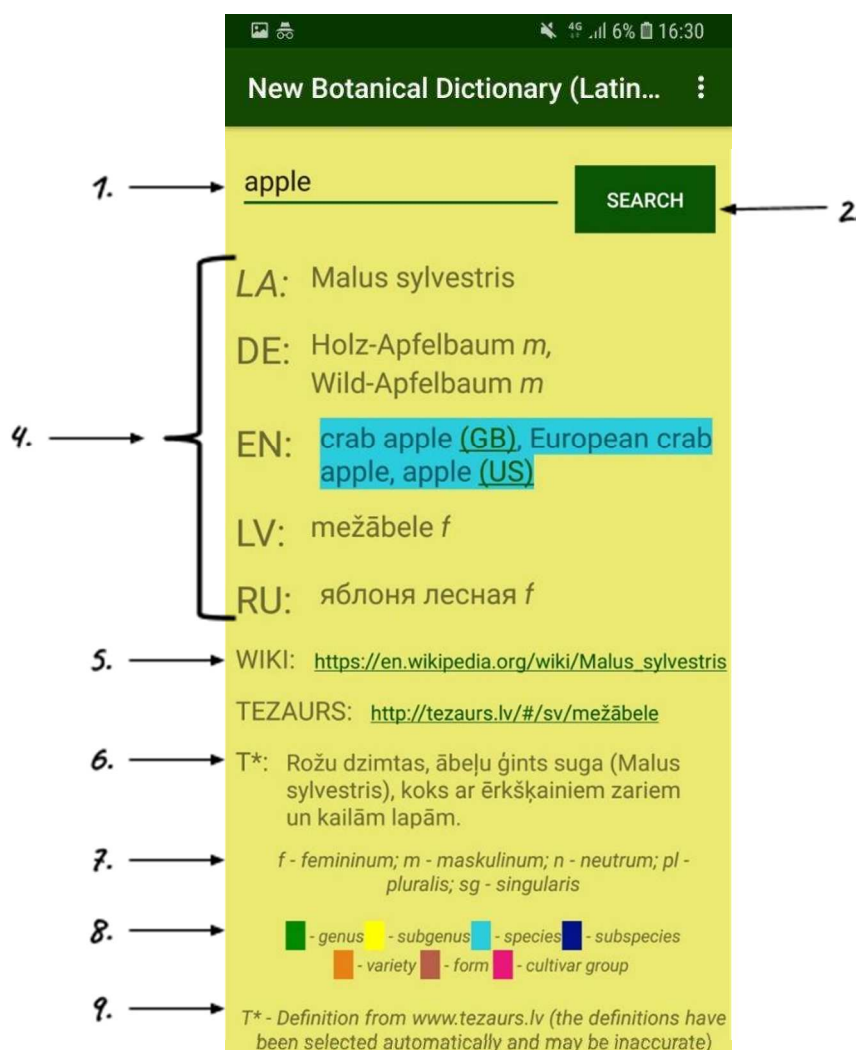 4G 6% 16:30
New Botanical Dictionary (Latin...
1.
apple
SEARCH
2
4.
LA: Malus sylvestris
DE: Holz-Apfelbaum m,
Wild-Apfelbaum m
EN: crab apple (GB), European crab
apple, apple (US)
LV: mežābele f
RU: яблоня лесная f
5.
WIKI: https://en.wikipedia.org/wiki/Malus_sylvestris
TEZAURS: http://tezaurs.lv/#/sv/mežābele
6.
T*: Rožu dzimtas, ābeļu ģints suga (Malus
sylvestris), koks ar ērkšķainiem zariem
un kailām lapām.
7.
f - femininum; m - maskulinum; n - neutrum; pl -
pluralis; sg - singularis
8.
- genus - subgenus - species - subspecies
- variety - form - cultivar group
9.
T* - Definition from www.tezaurs.lv (the definitions have
been selected automatically and may be inaccurate)